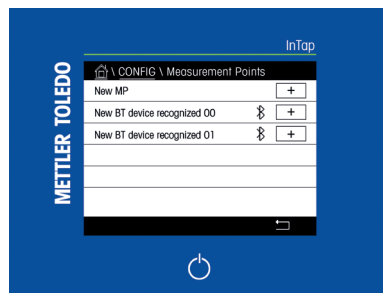 InTap
METTLER TOLEDO
\ CONFIG \ Measurement Points
New MP
+
New BT device recognized 00
+
New BT device recognized 01
+